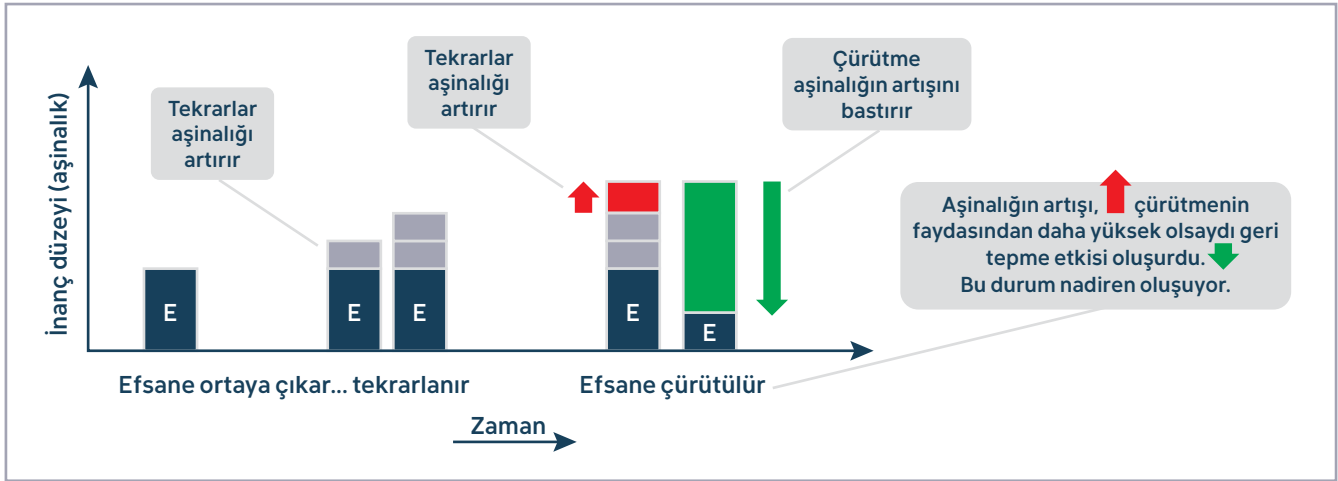 İnanç düzeyi (aşinalık)
Tekrarlar
aşinalığı
artırır
Tekrarlar
aşinalığı
artırır
Çürütme
aşinalığın artışını
bastırır
Aşinalığın artışı, çürütmenin
faydasından daha yüksek olsaydı geri
tepme etkisi oluşurdu.
Bu durum nadiren oluşuyor.
E
E
E
E
E
Efsane ortaya çıkar... tekrarlanır
Efsane çürütülür
Zaman